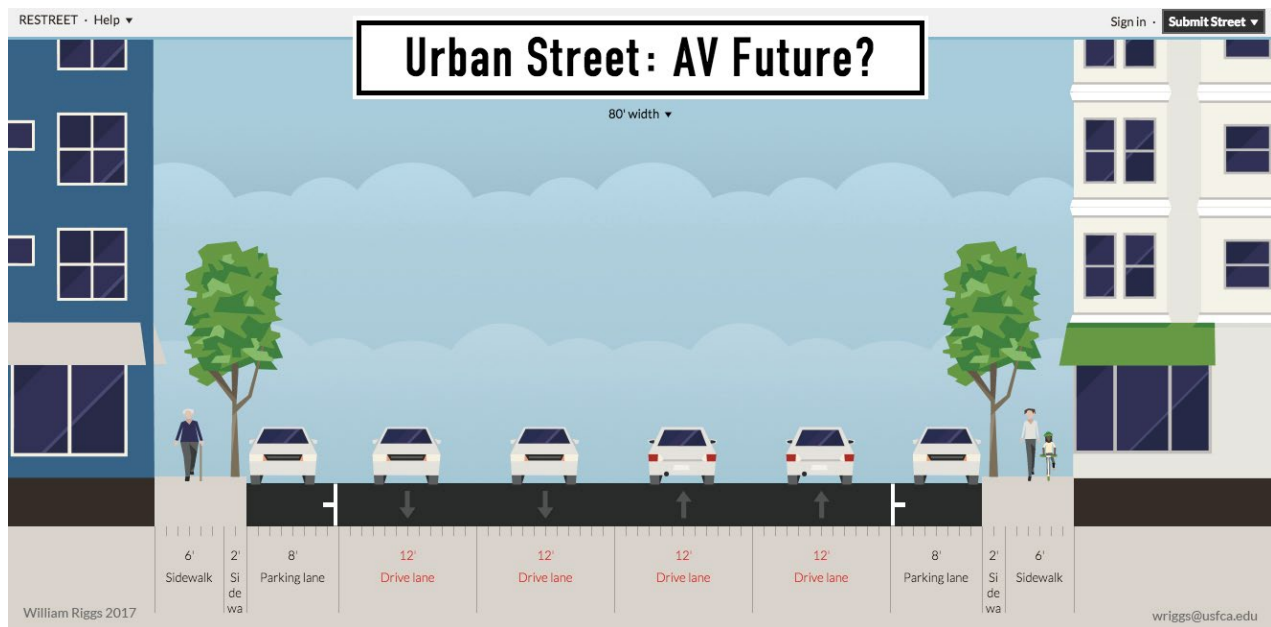 RESTREET · Help ▾
Sign in · Submit Street ▾
Urban Street: AV Future?
80' width ▾
6' 2' 8' 12' 12' 12' 12' 8' 2' 6'
Sidewalk Si Parking lane Drive lane Drive lane Drive lane Drive lane Parking lane Si Sidewalk
de de
wa wa
William Riggs 2017
wriggs@usfca.edu